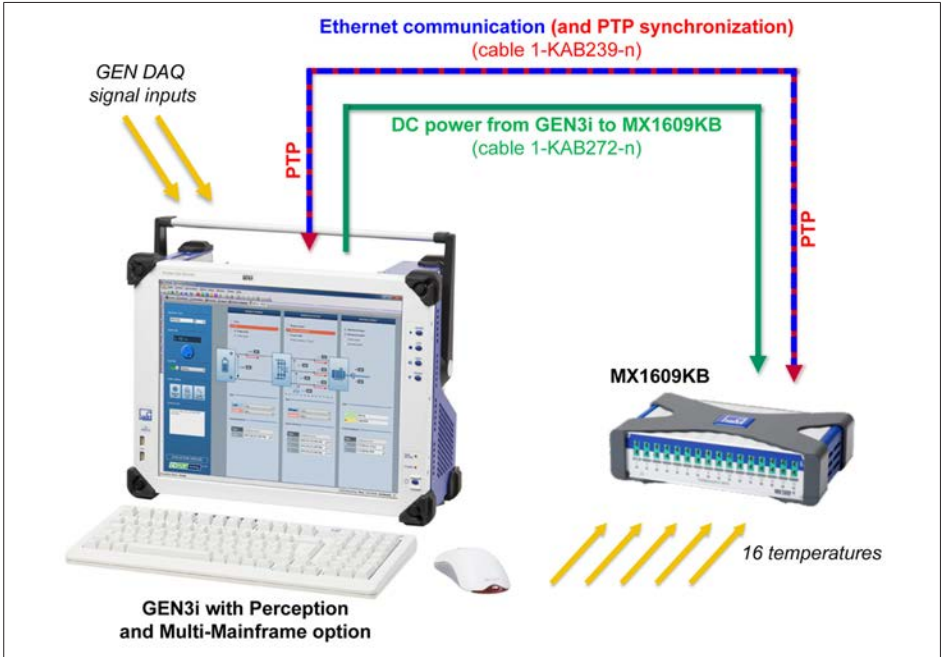 Ethernet communication (and PTP synchronization)
(cable 1-KAB239-n)
GEN DAQ
signal inputs
DC power from GEN3i to MX1609KB
(cable 1-KAB272-n)
PTP
PTP
MX1609KB
16 temperatures
GEN3i with Perception
and Multi-Mainframe option